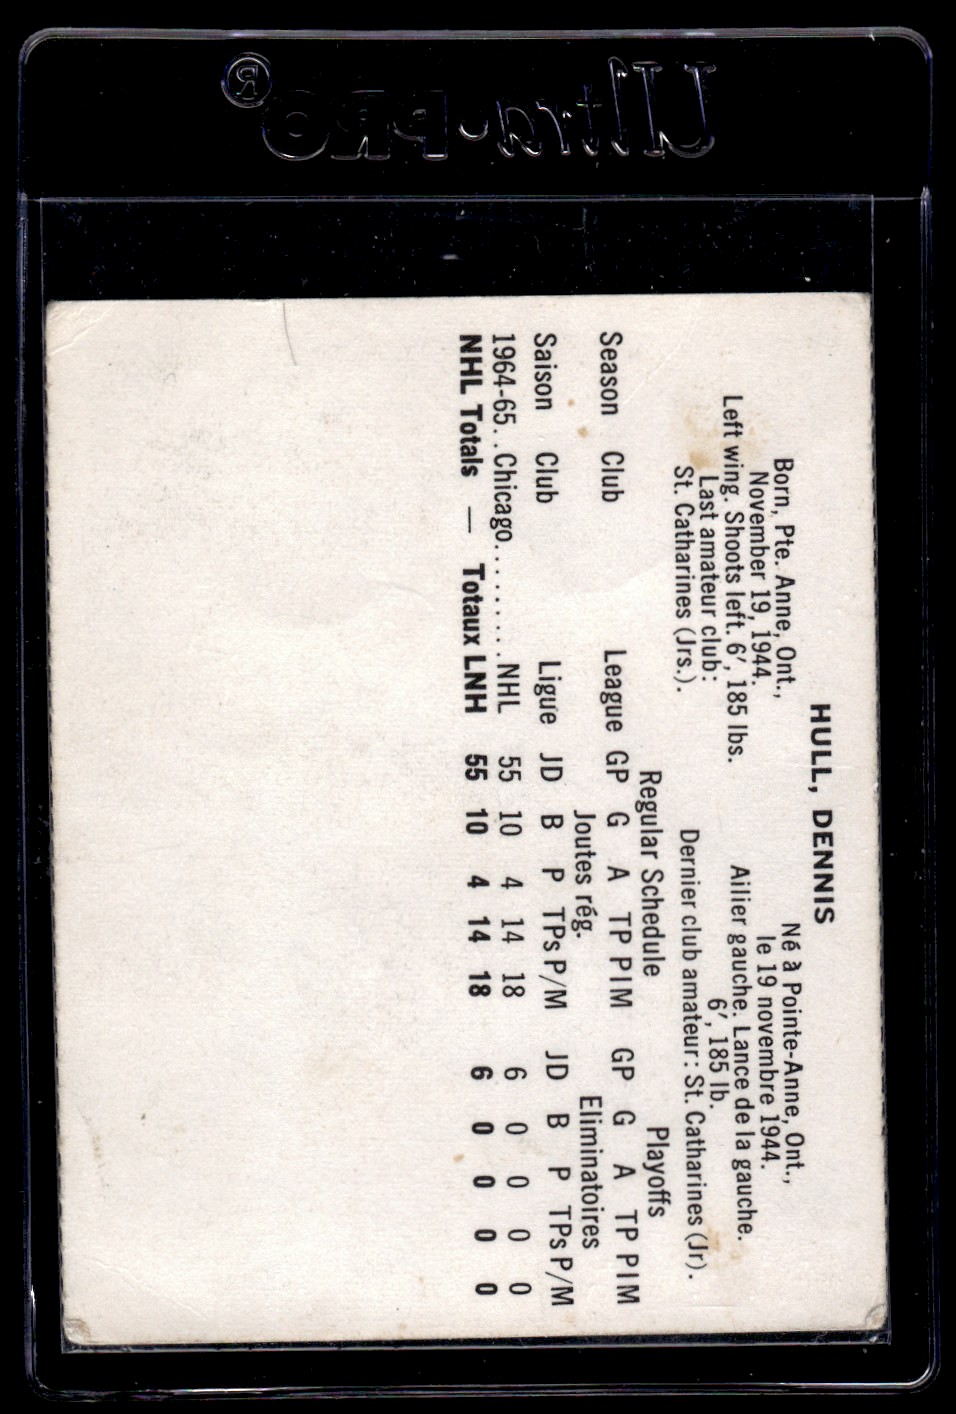 Ultra•PRO®
HULL, DENNIS
Born, Pte. Anne, Ont.,
November 19, 1944.
Left wing. Shoots left. 6', 185 lbs.
Last amateur club:
St. Catharines (Jrs.).
Né à Pointe-Anne, Ont.,
le 19 novembre 1944.
Ailier gauche. Lance de la gauche.
6', 185 lb.
Dernier club amateur: St. Catharines (Jr).
Regular Schedule Playoffs
Season Club League GP G A TP PIM GP G A TP PIM
Joutes rég. Eliminatoires
Saison Club Ligue JD B P TPs P/M JD B P TPs P/M
1964-65..Chicago........NHL 55 10 4 14 18 6 0 0 0 0
NHL Totals — Totaux LNH 55 10 4 14 18 6 0 0 0 0